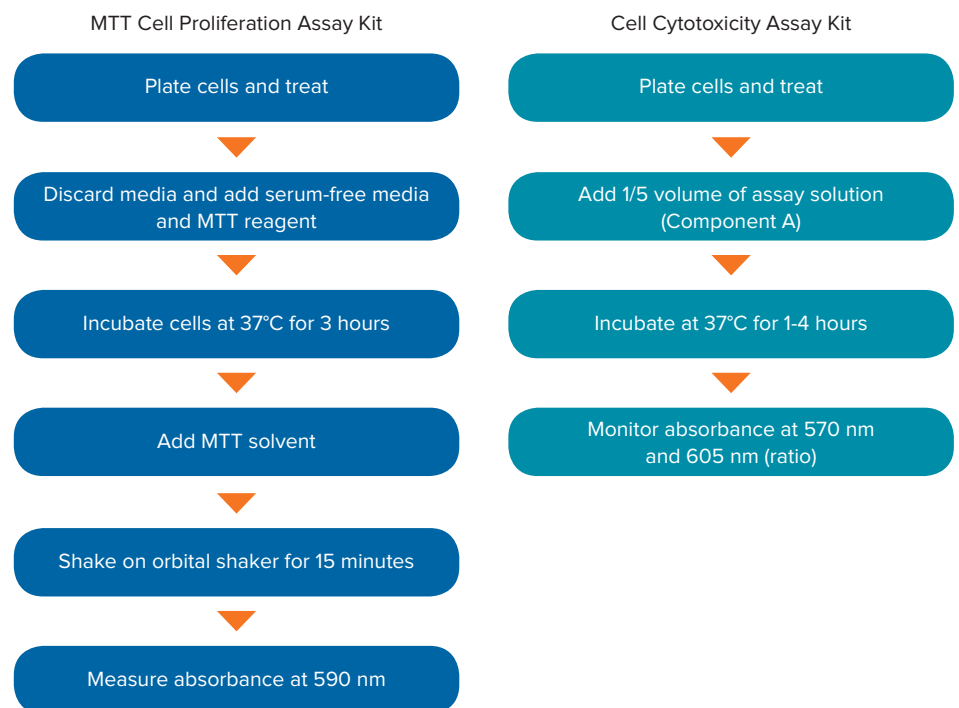 MTT Cell Proliferation Assay Kit
Plate cells and treat
Discard media and add serum-free media
and MTT reagent
Incubate cells at 37°C for 3 hours
Add MTT solvent
Shake on orbital shaker for 15 minutes
Measure absorbance at 590 nm
Cell Cytotoxicity Assay Kit
Plate cells and treat
Add 1/5 volume of assay solution
(Component A)
Incubate at 37°C for 1-4 hours
Monitor absorbance at 570 nm
and 605 nm (ratio)